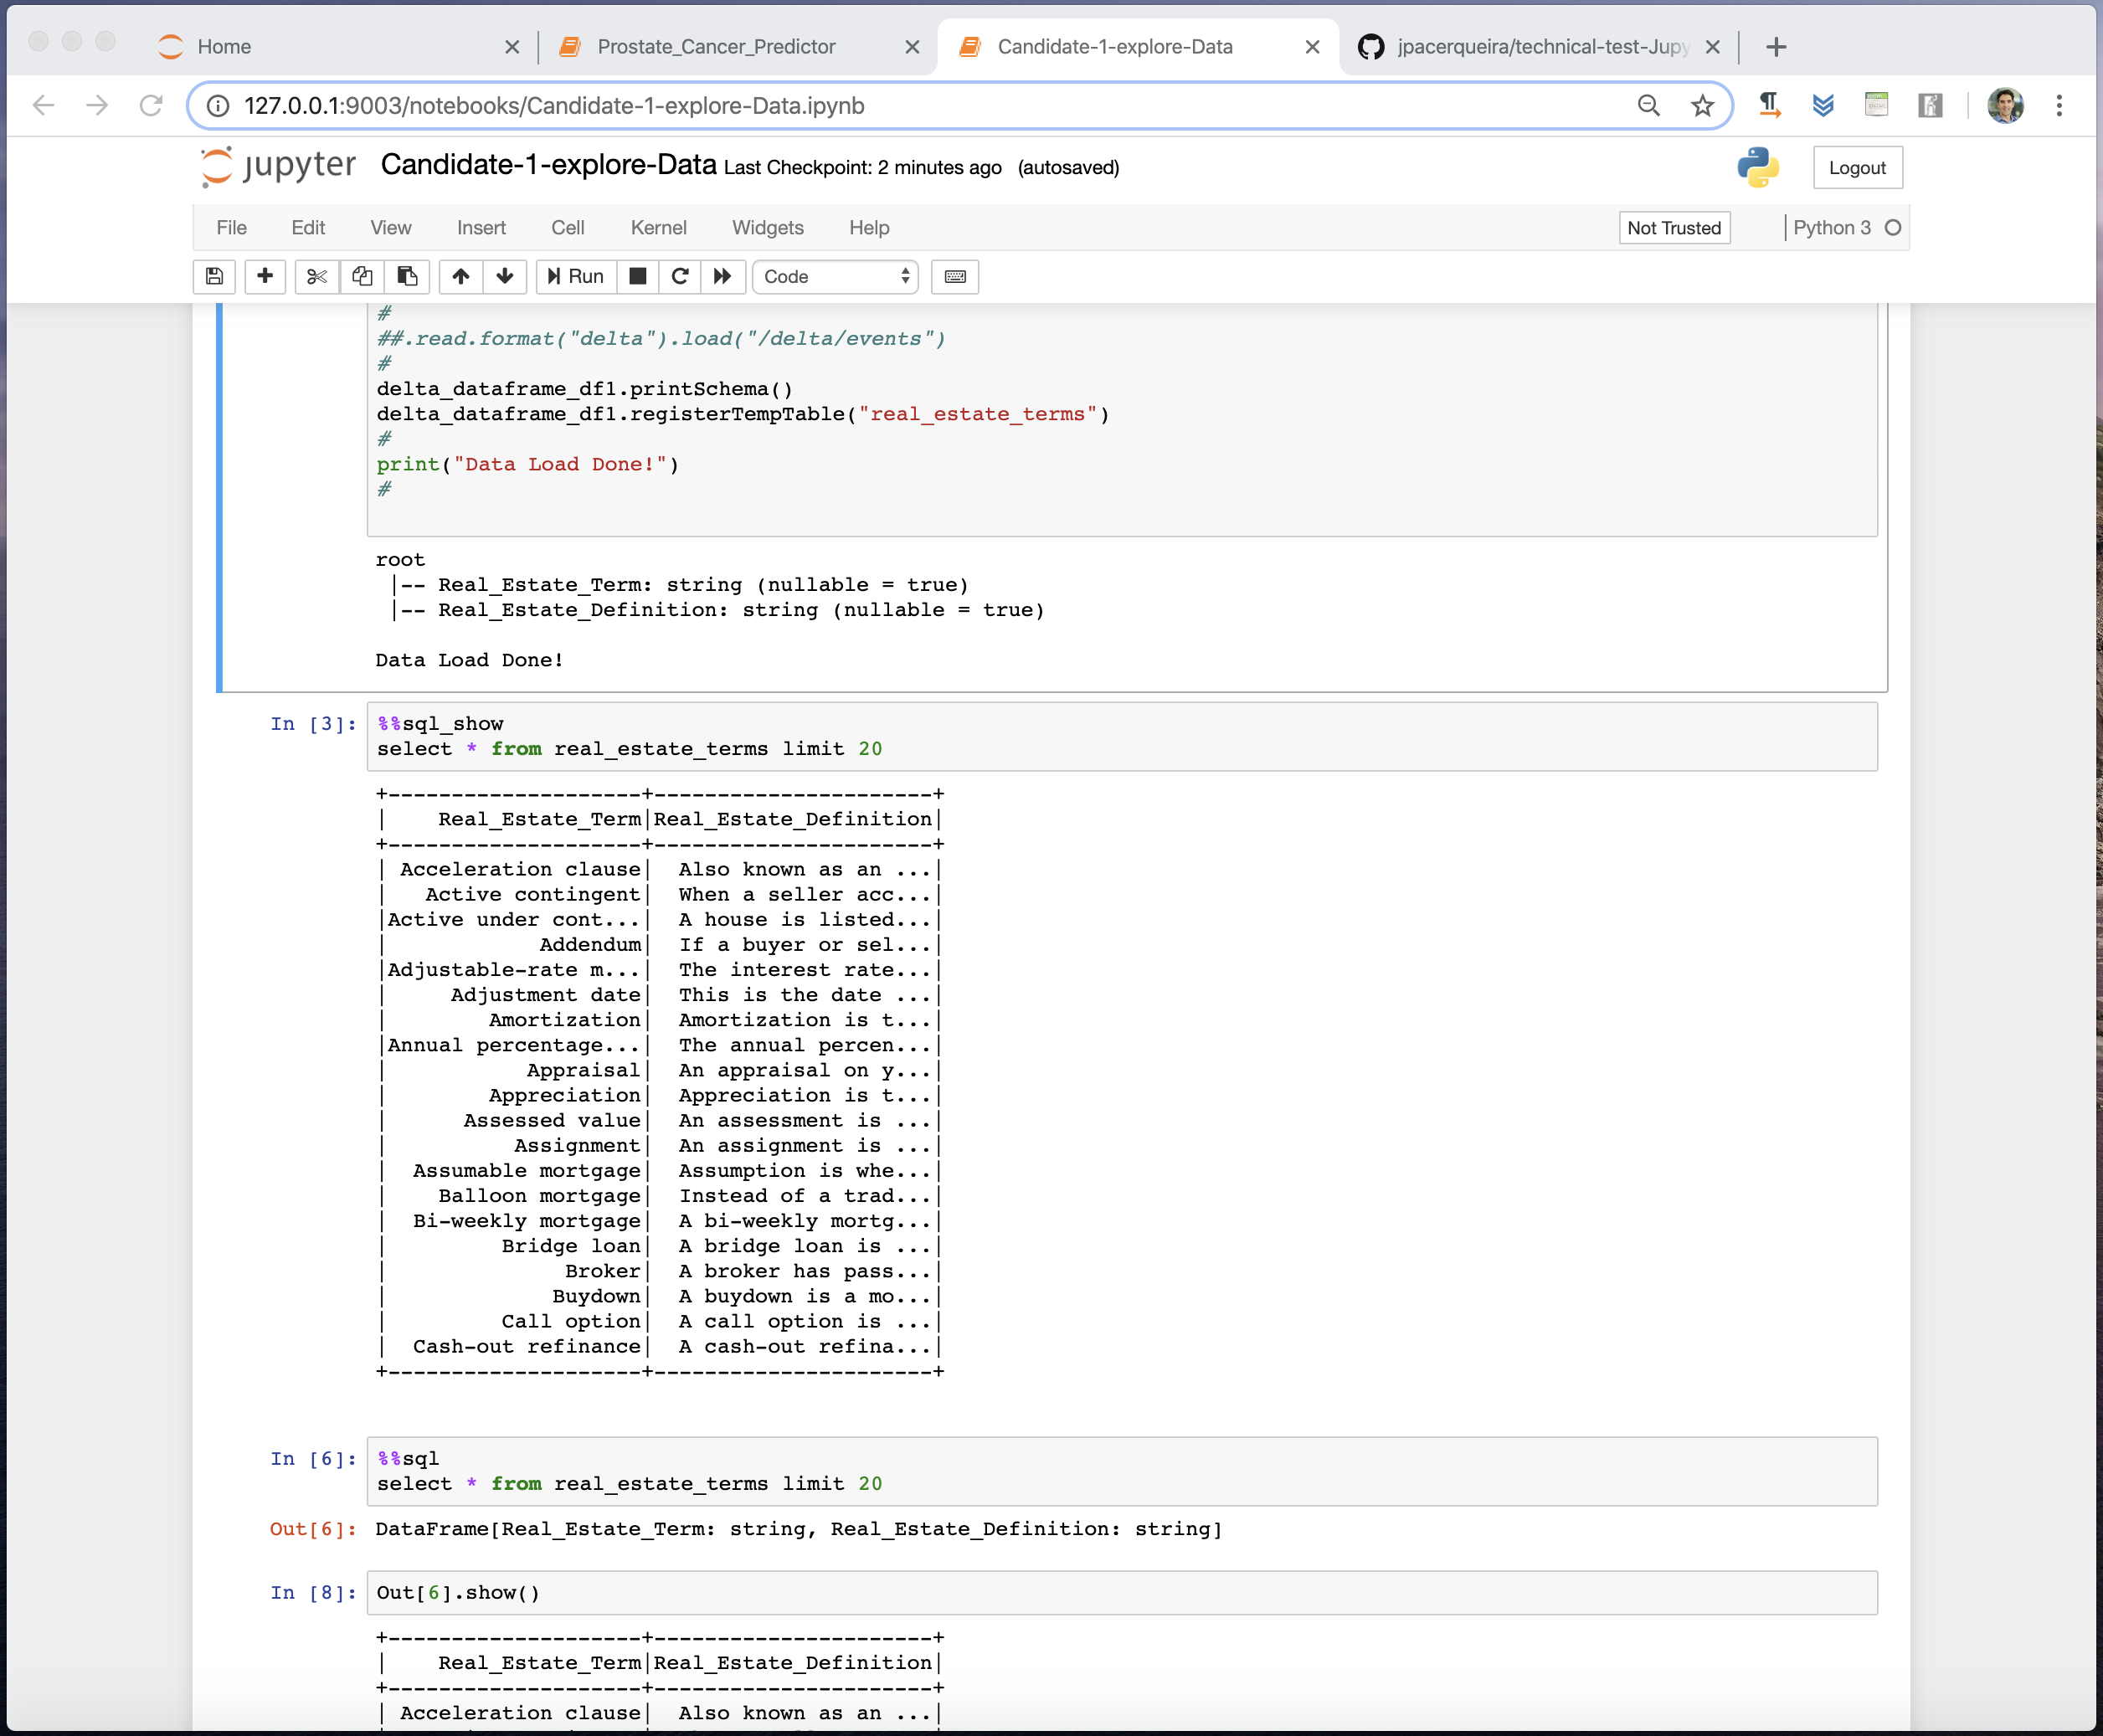 Home
Prostate_Cancer_Predictor
Candidate-1-explore-Data
jpacerqueira/technical-test-Jupy
127.0.0.1:9003/notebooks/Candidate-1-explore-Data.ipynb
jupyter Candidate-1-explore-Data Last Checkpoint: 2 minutes ago (autosaved)
Logout
File Edit View Insert Cell Kernel Widgets Help
Not Trusted
Python 3
Run
Code
#
##.read.format("delta").load("/delta/events")
#
delta_dataframe_df1.printSchema()
delta_dataframe_df1.registerTempTable("real_estate_terms")
#
print("Data Load Done!")
#
root
 |-- Real_Estate_Term: string (nullable = true)
 |-- Real_Estate_Definition: string (nullable = true)
Data Load Done!
In [3]: %%sql_show
select * from real_estate_terms limit 20
+--------------------+----------------------+
|    Real_Estate_Term|Real_Estate_Definition|
+--------------------+----------------------+
| Acceleration clause|  Also known as an ...|
|   Active contingent|  When a seller acc...|
|Active under cont...|  A house is listed...|
|            Addendum|  If a buyer or sel...|
|Adjustable-rate m...|  The interest rate...|
|     Adjustment date|  This is the date ...|
|        Amortization|  Amortization is t...|
|Annual percentage...|  The annual percen...|
|           Appraisal|  An appraisal on y...|
|        Appreciation|  Appreciation is t...|
|      Assessed value|  An assessment is ...|
|          Assignment|  An assignment is ...|
|  Assumable mortgage|  Assumption is whe...|
|    Balloon mortgage|  Instead of a trad...|
|  Bi-weekly mortgage|  A bi-weekly mortg...|
|         Bridge loan|  A bridge loan is ...|
|              Broker|  A broker has pass...|
|             Buydown|  A buydown is a mo...|
|         Call option|  A call option is ...|
|  Cash-out refinance|  A cash-out refina...|
+--------------------+----------------------+
In [6]: %%sql
select * from real_estate_terms limit 20
Out[6]: DataFrame[Real_Estate_Term: string, Real_Estate_Definition: string]
In [8]: Out[6].show()
+--------------------+----------------------+
|    Real_Estate_Term|Real_Estate_Definition|
+--------------------+----------------------+
| Acceleration clause|  Also known as an ...|